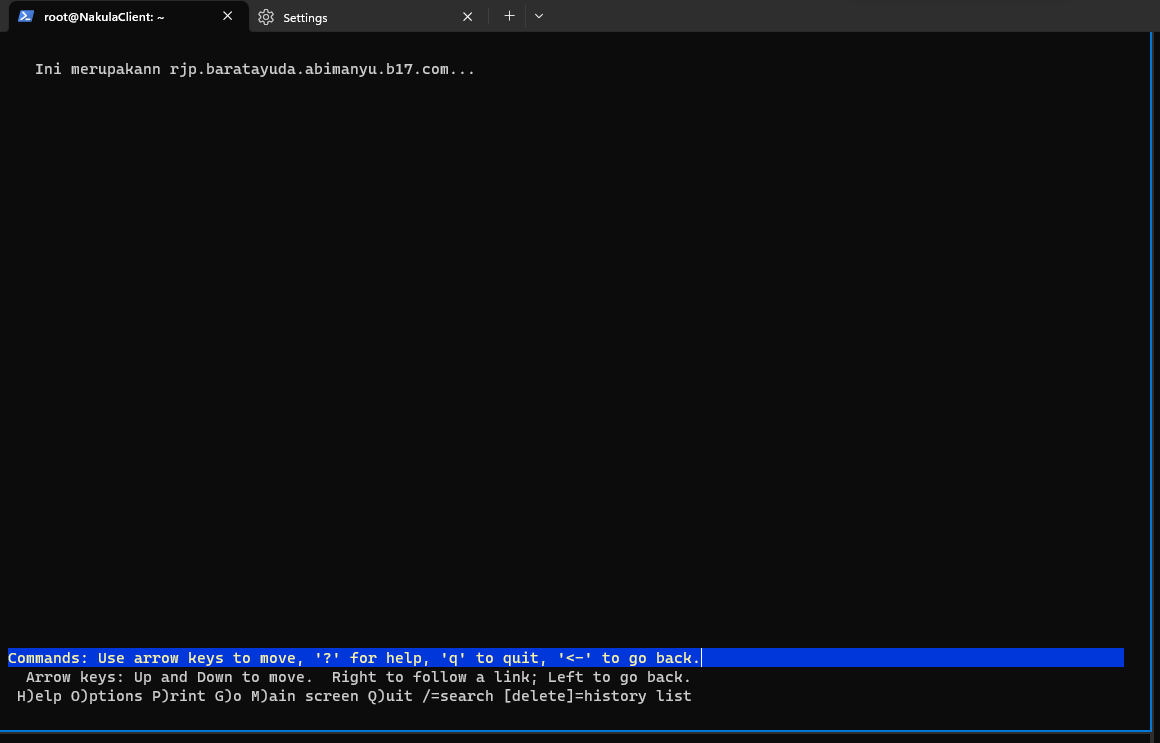 root@NakulaClient: ~
Settings
Ini merupakann rjp.baratayuda.abimanyu.b17.com...
Commands: Use arrow keys to move, '?' for help, 'q' to quit, '<-' to go back.
Arrow keys: Up and Down to move.  Right to follow a link; Left to go back.
H)elp O)ptions P)rint G)o M)ain screen Q)uit /=search [delete]=history list